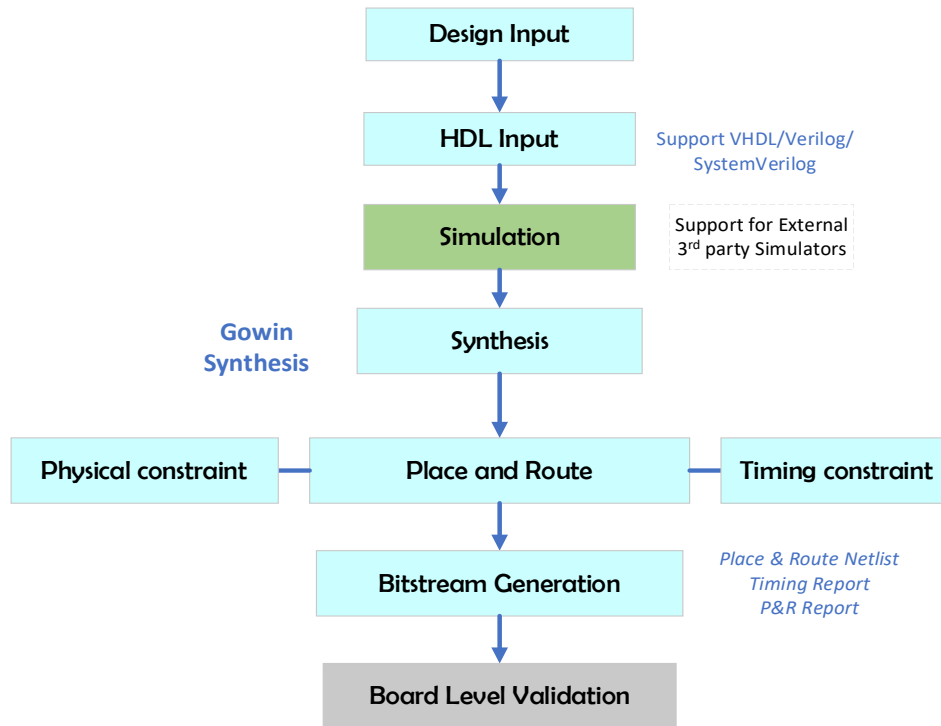 Design Input
HDL Input
Support VHDL/Verilog/
SystemVerilog
Simulation
Support for External
3rd party Simulators
Gowin
Synthesis
Synthesis
Physical constraint
Place and Route
Timing constraint
Bitstream Generation
Place & Route Netlist
Timing Report
P&R Report
Board Level Validation